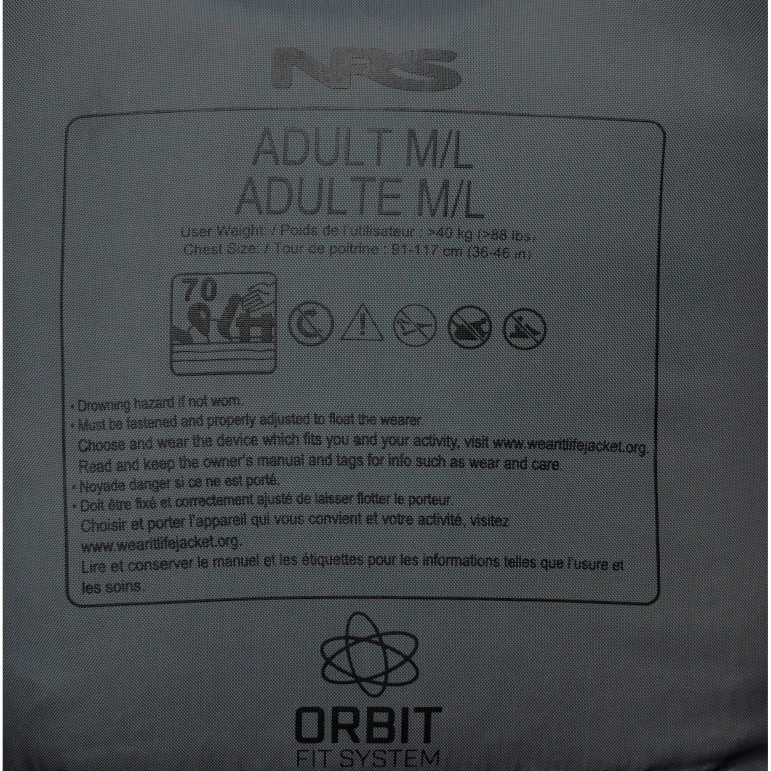 NRS
ADULT M/L
ADULTE M/L
User Weight: / Poids de l'utilisateur : >40 kg (>88 lbs)
Chest Size: / Tour de poitrine : 91-117 cm (36-46 in)
70
• Drowning hazard if not worn.
• Must be fastened and properly adjusted to float the wearer.
Choose and wear the device which fits you and your activity, visit www.wearitlifejacket.org.
Read and keep the owner's manual and tags for info such as wear and care.
• Noyade danger si ce ne est porté.
• Doit être fixé et correctement ajusté de laisser flotter le porteur.
Choisir et porter l'appareil qui vous convient et votre activité, visitez
www.wearitlifejacket.org.
Lire et conserver le manuel et les étiquettes pour les informations telles que l'usure et
les soins.
ORBIT
FIT SYSTEM